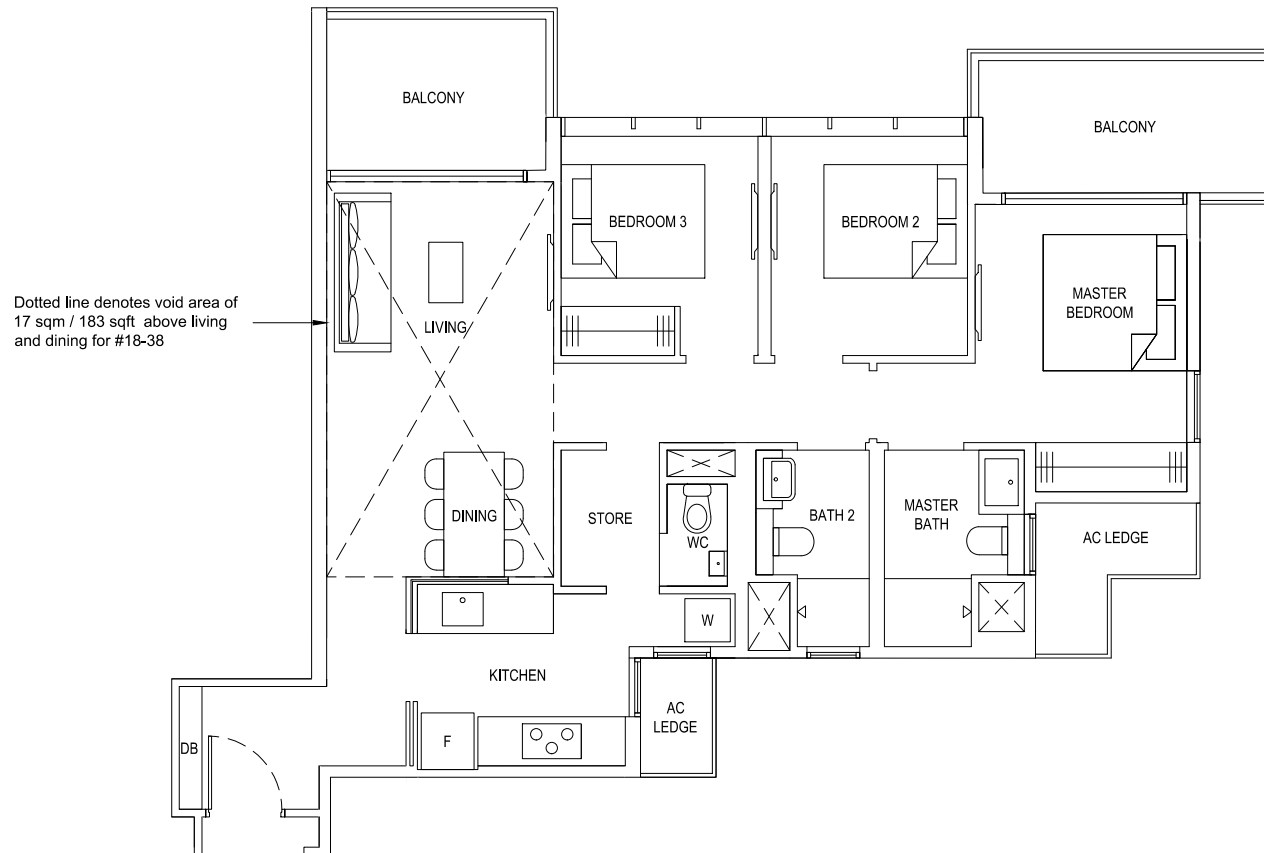 BALCONY
BALCONY
BEDROOM 3
BEDROOM 2
MASTER
BEDROOM
Dotted line denotes void area of
17 sqm / 183 sqft above living
and dining for #18-38
LIVING
DINING
STORE
WC
BATH 2
MASTER
BATH
AC LEDGE
W
KITCHEN
AC
LEDGE
F
DB